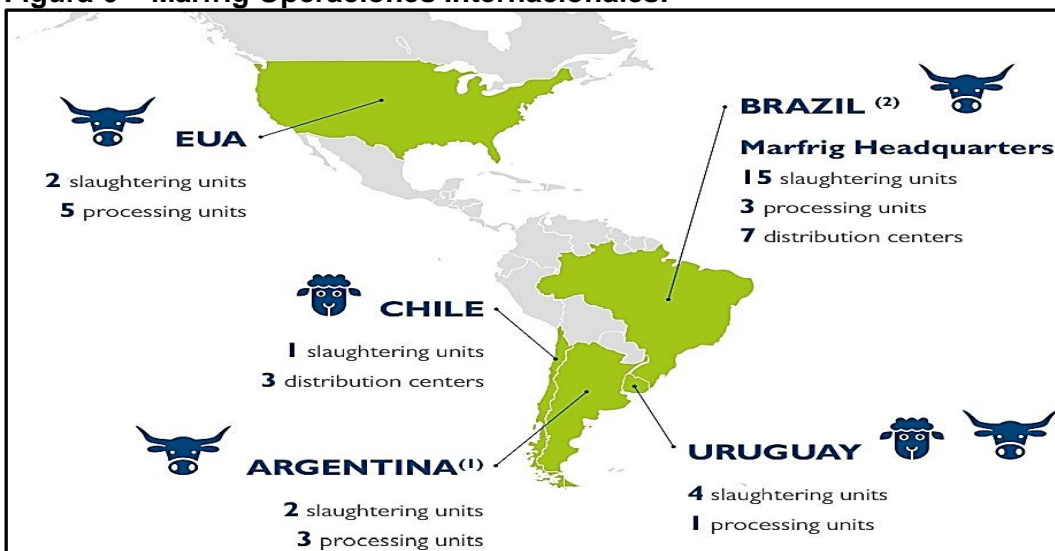 Figura 6 – Marfrig Operaciones Internacionales.
EUA
2 slaughtering units
5 processing units
BRAZIL (2)
Marfrig Headquarters
15 slaughtering units
3 processing units
7 distribution centers
CHILE
1 slaughtering units
3 distribution centers
ARGENTINA(1)
2 slaughtering units
3 processing units
URUGUAY
4 slaughtering units
1 processing units